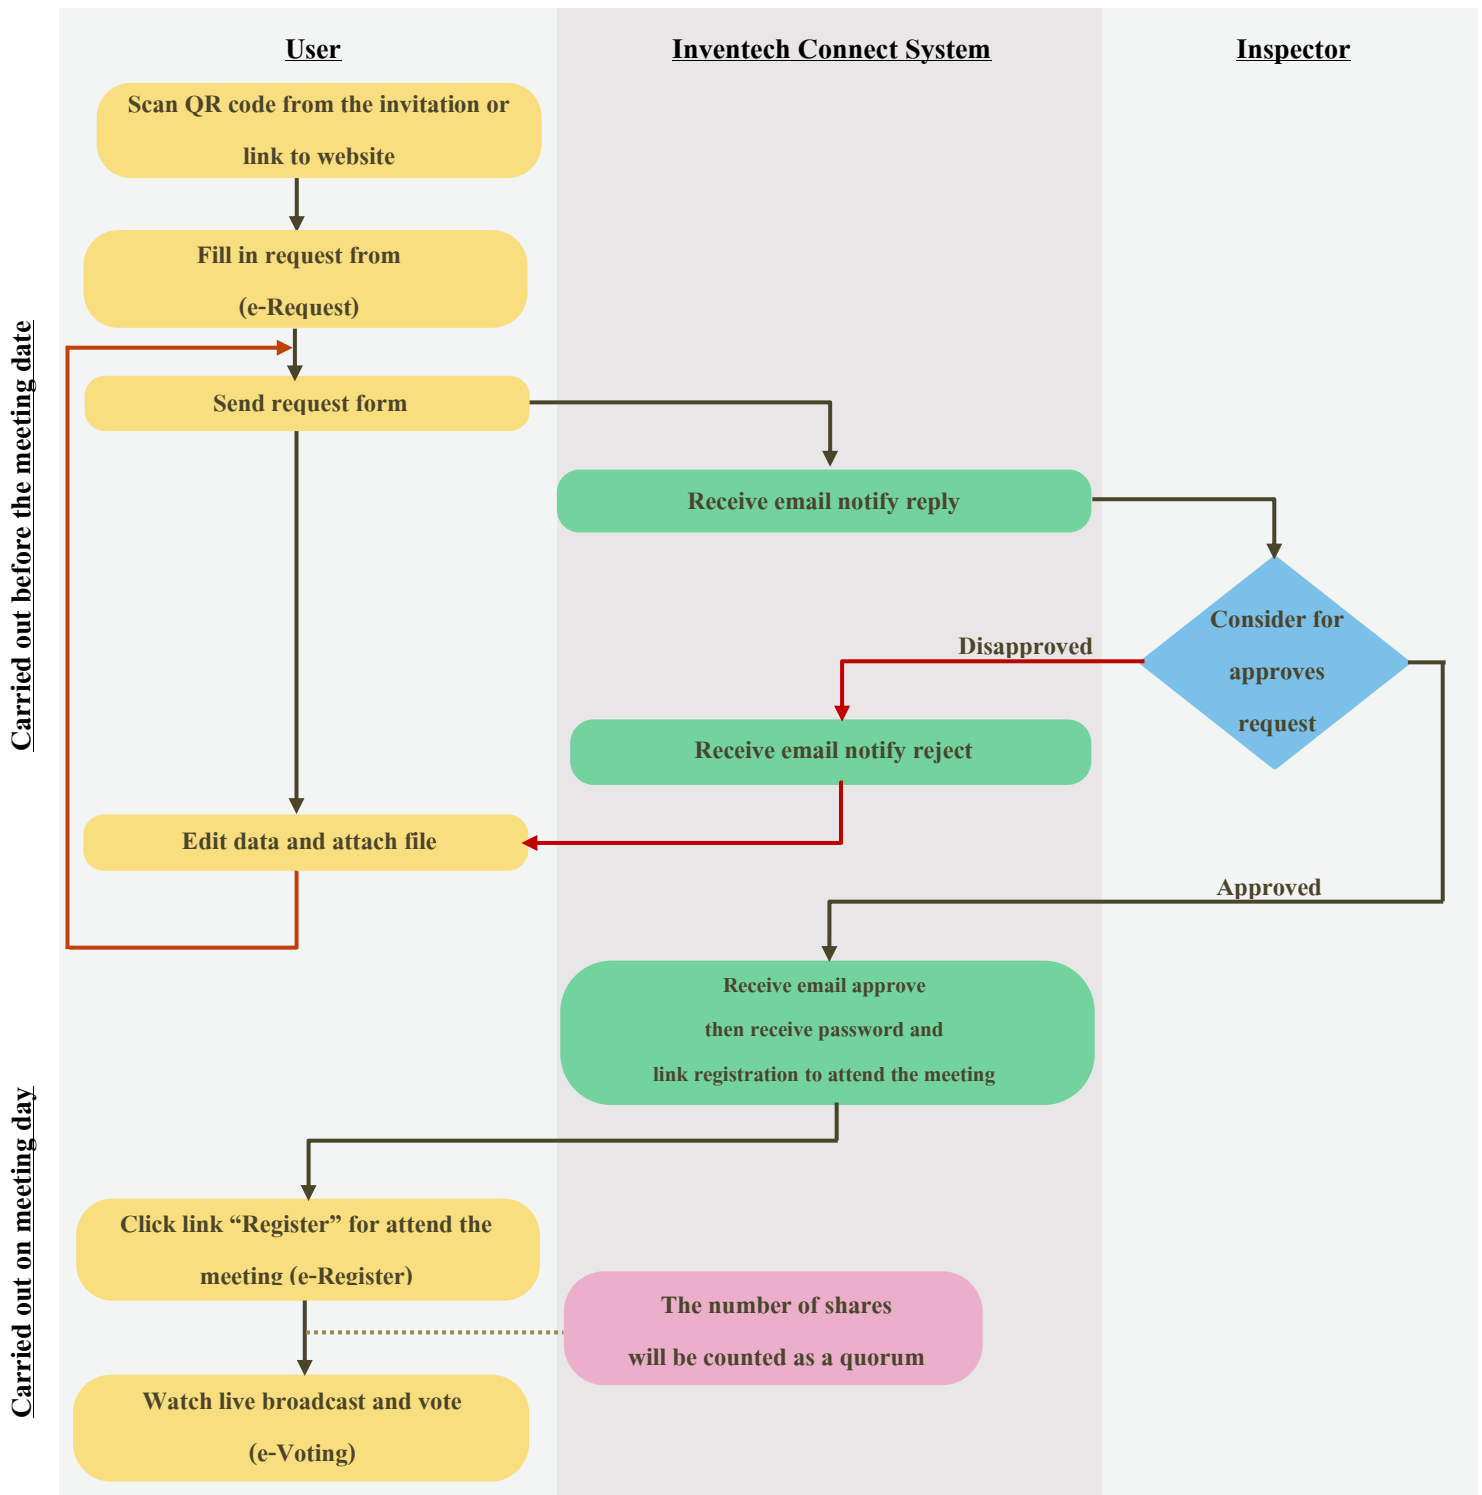 User
Inventech Connect System
Inspector
Scan QR code from the invitation or
link to website
Fill in request from
(e-Request)
Send request form
Receive email notify reply
Consider for
approves
request
Disapproved
Receive email notify reject
Edit data and attach file
Approved
Receive email approve
then receive password and
link registration to attend the meeting
Click link “Register” for attend the
meeting (e-Register)
The number of shares
will be counted as a quorum
Watch live broadcast and vote
(e-Voting)
Carried out before the meeting date
Carried out on meeting day